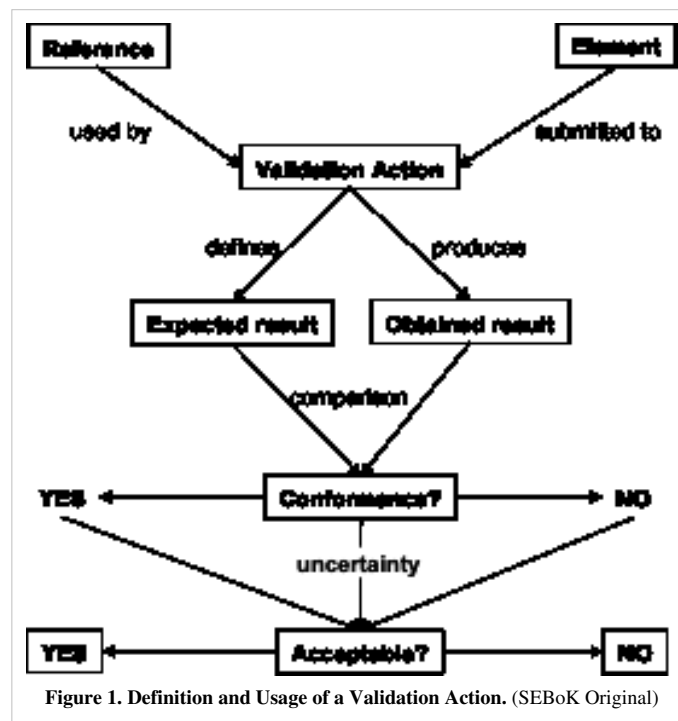 Reference Element
used by submitted to
Validation Action
defines produces
Expected result Obtained result
comparison
YES Conformance? NO
uncertainty
YES Acceptable? NO
Figure 1. Definition and Usage of a Validation Action. (SEBoK Original)